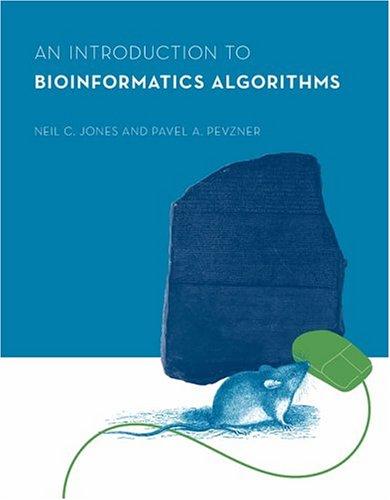 AN INTRODUCTION TO
BIOINFORMATICS ALGORITHMS
NEIL C. JONES AND PAVEL A. PEVZNER